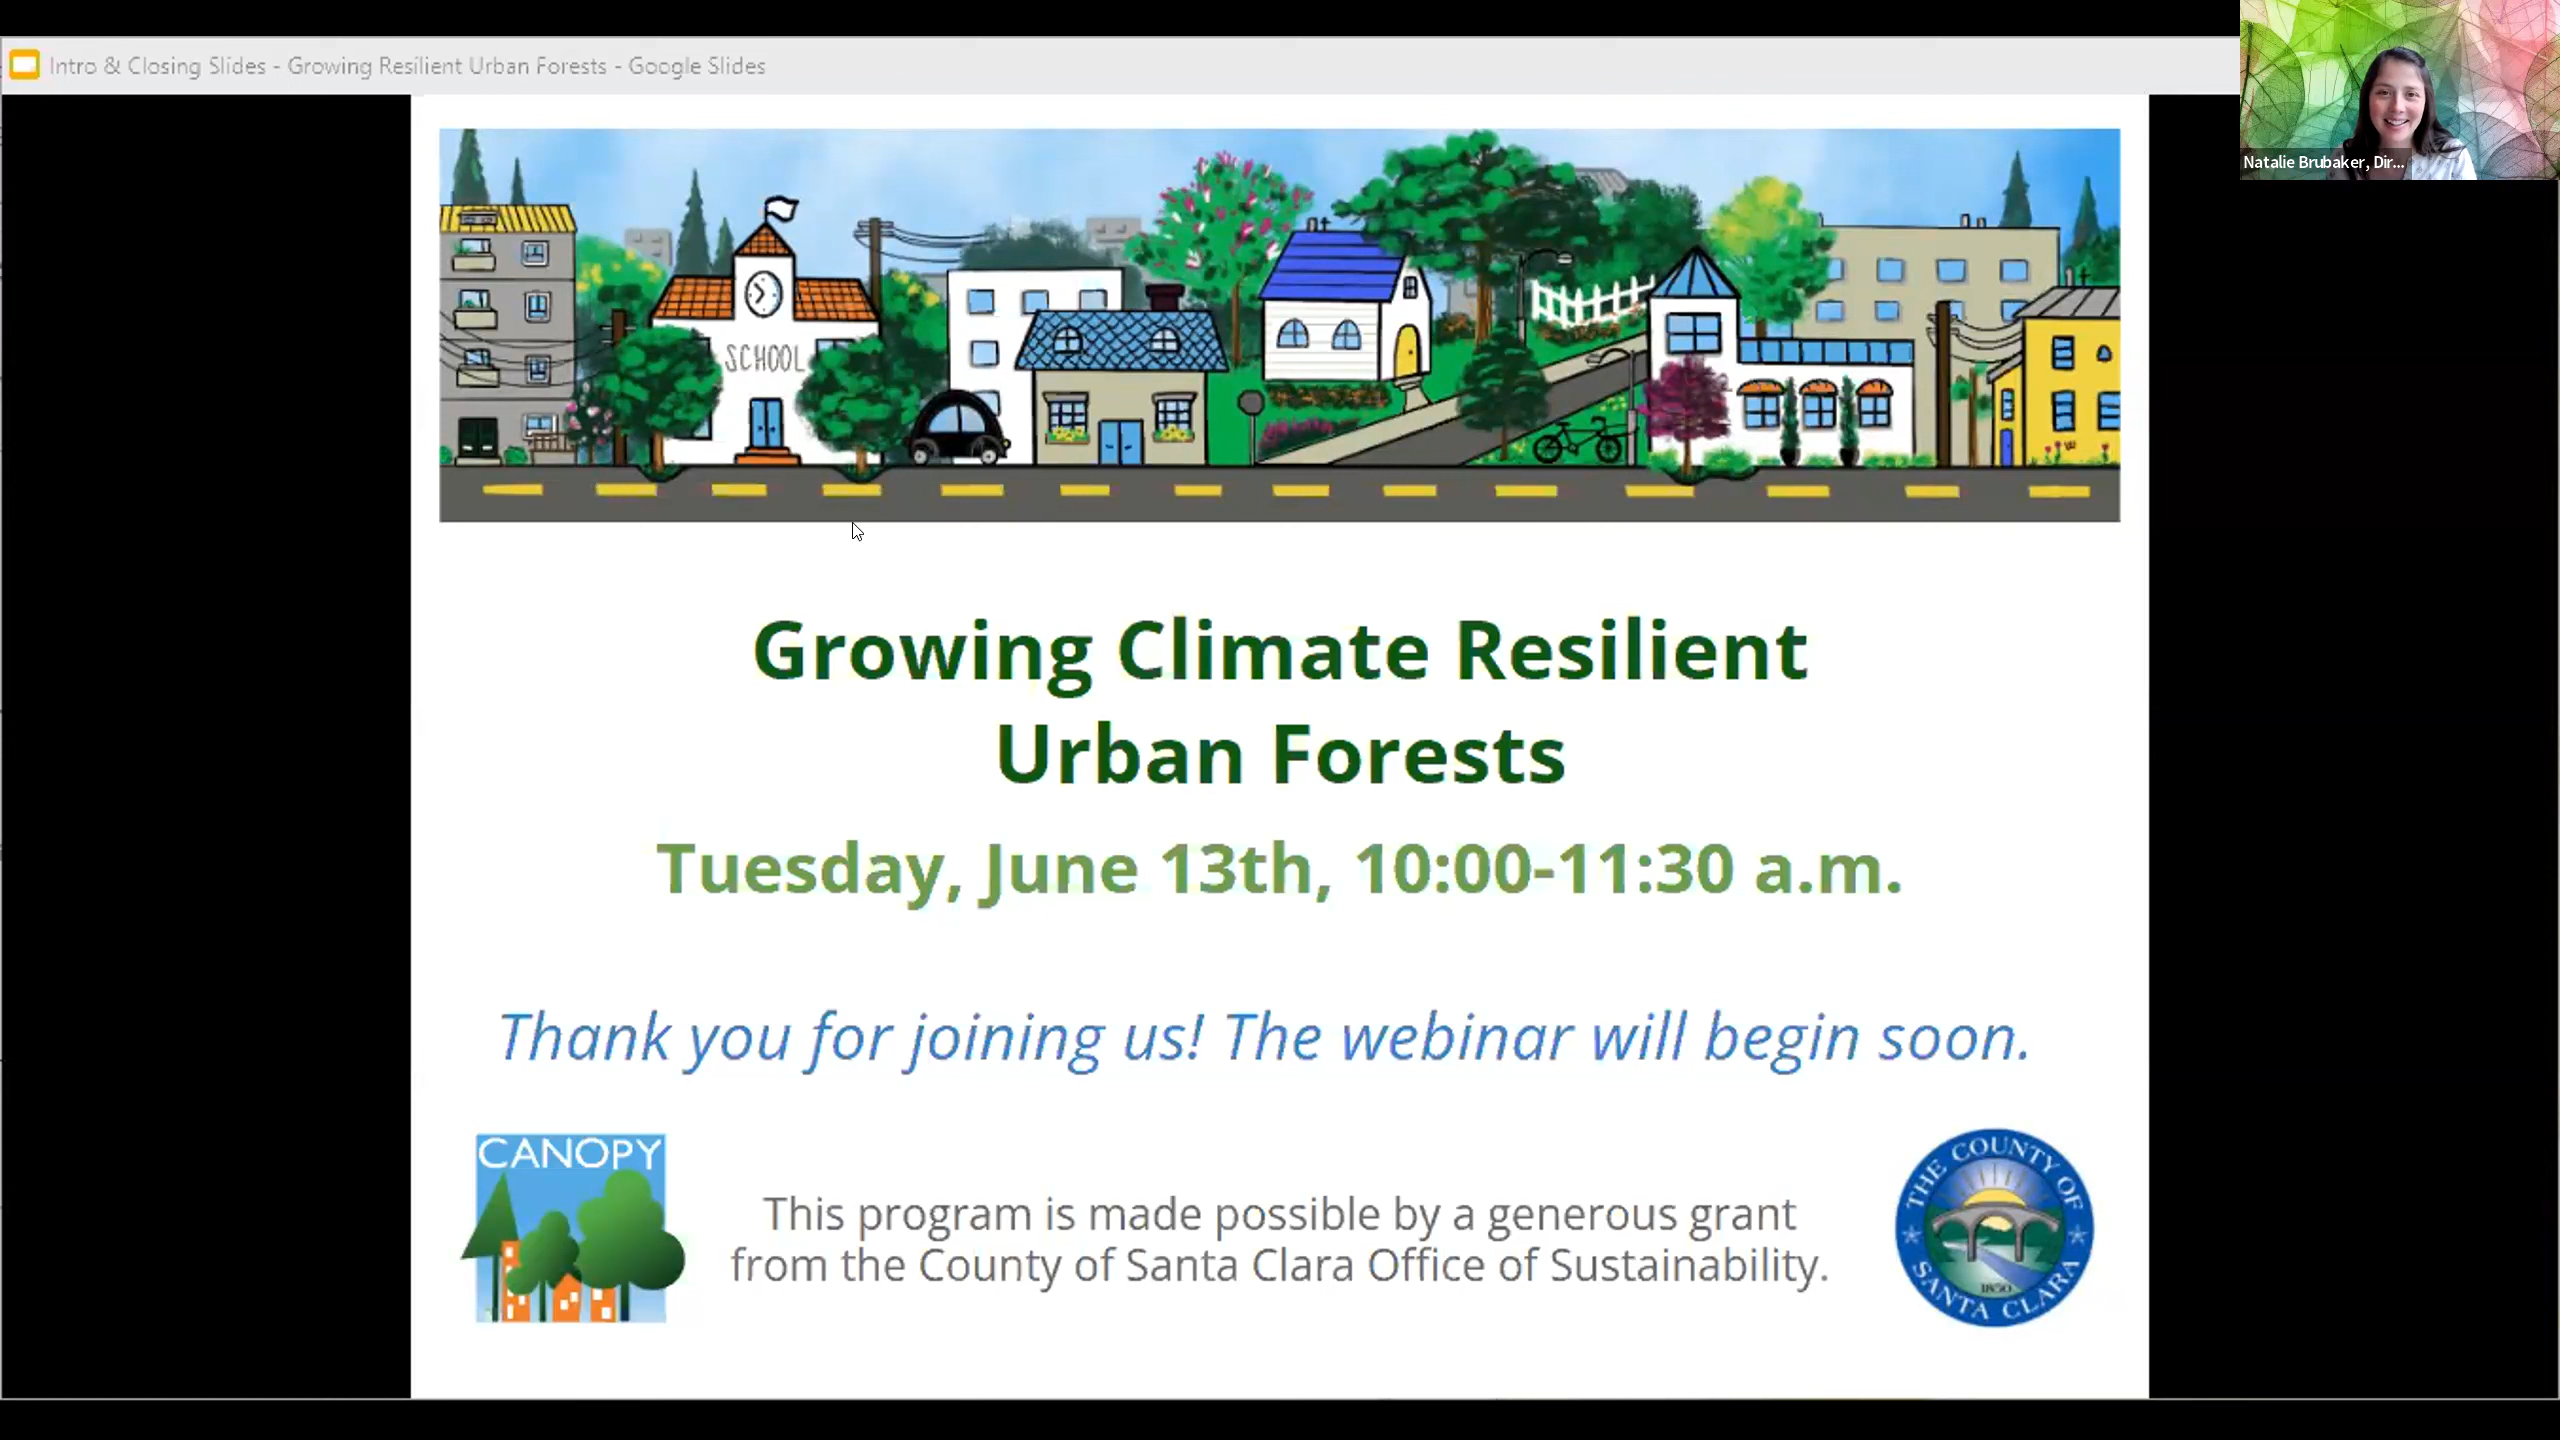 Intro & Closing Slides - Growing Resilient Urban Forests - Google Slides
Natalie Brubaker, Dir...
SCHOOL
Growing Climate Resilient
Urban Forests
Tuesday, June 13th, 10:00-11:30 a.m.
Thank you for joining us! The webinar will begin soon.
CANOPY
This program is made possible by a generous grant
from the County of Santa Clara Office of Sustainability.
THE COUNTY OF
SANTA CLARA
1850